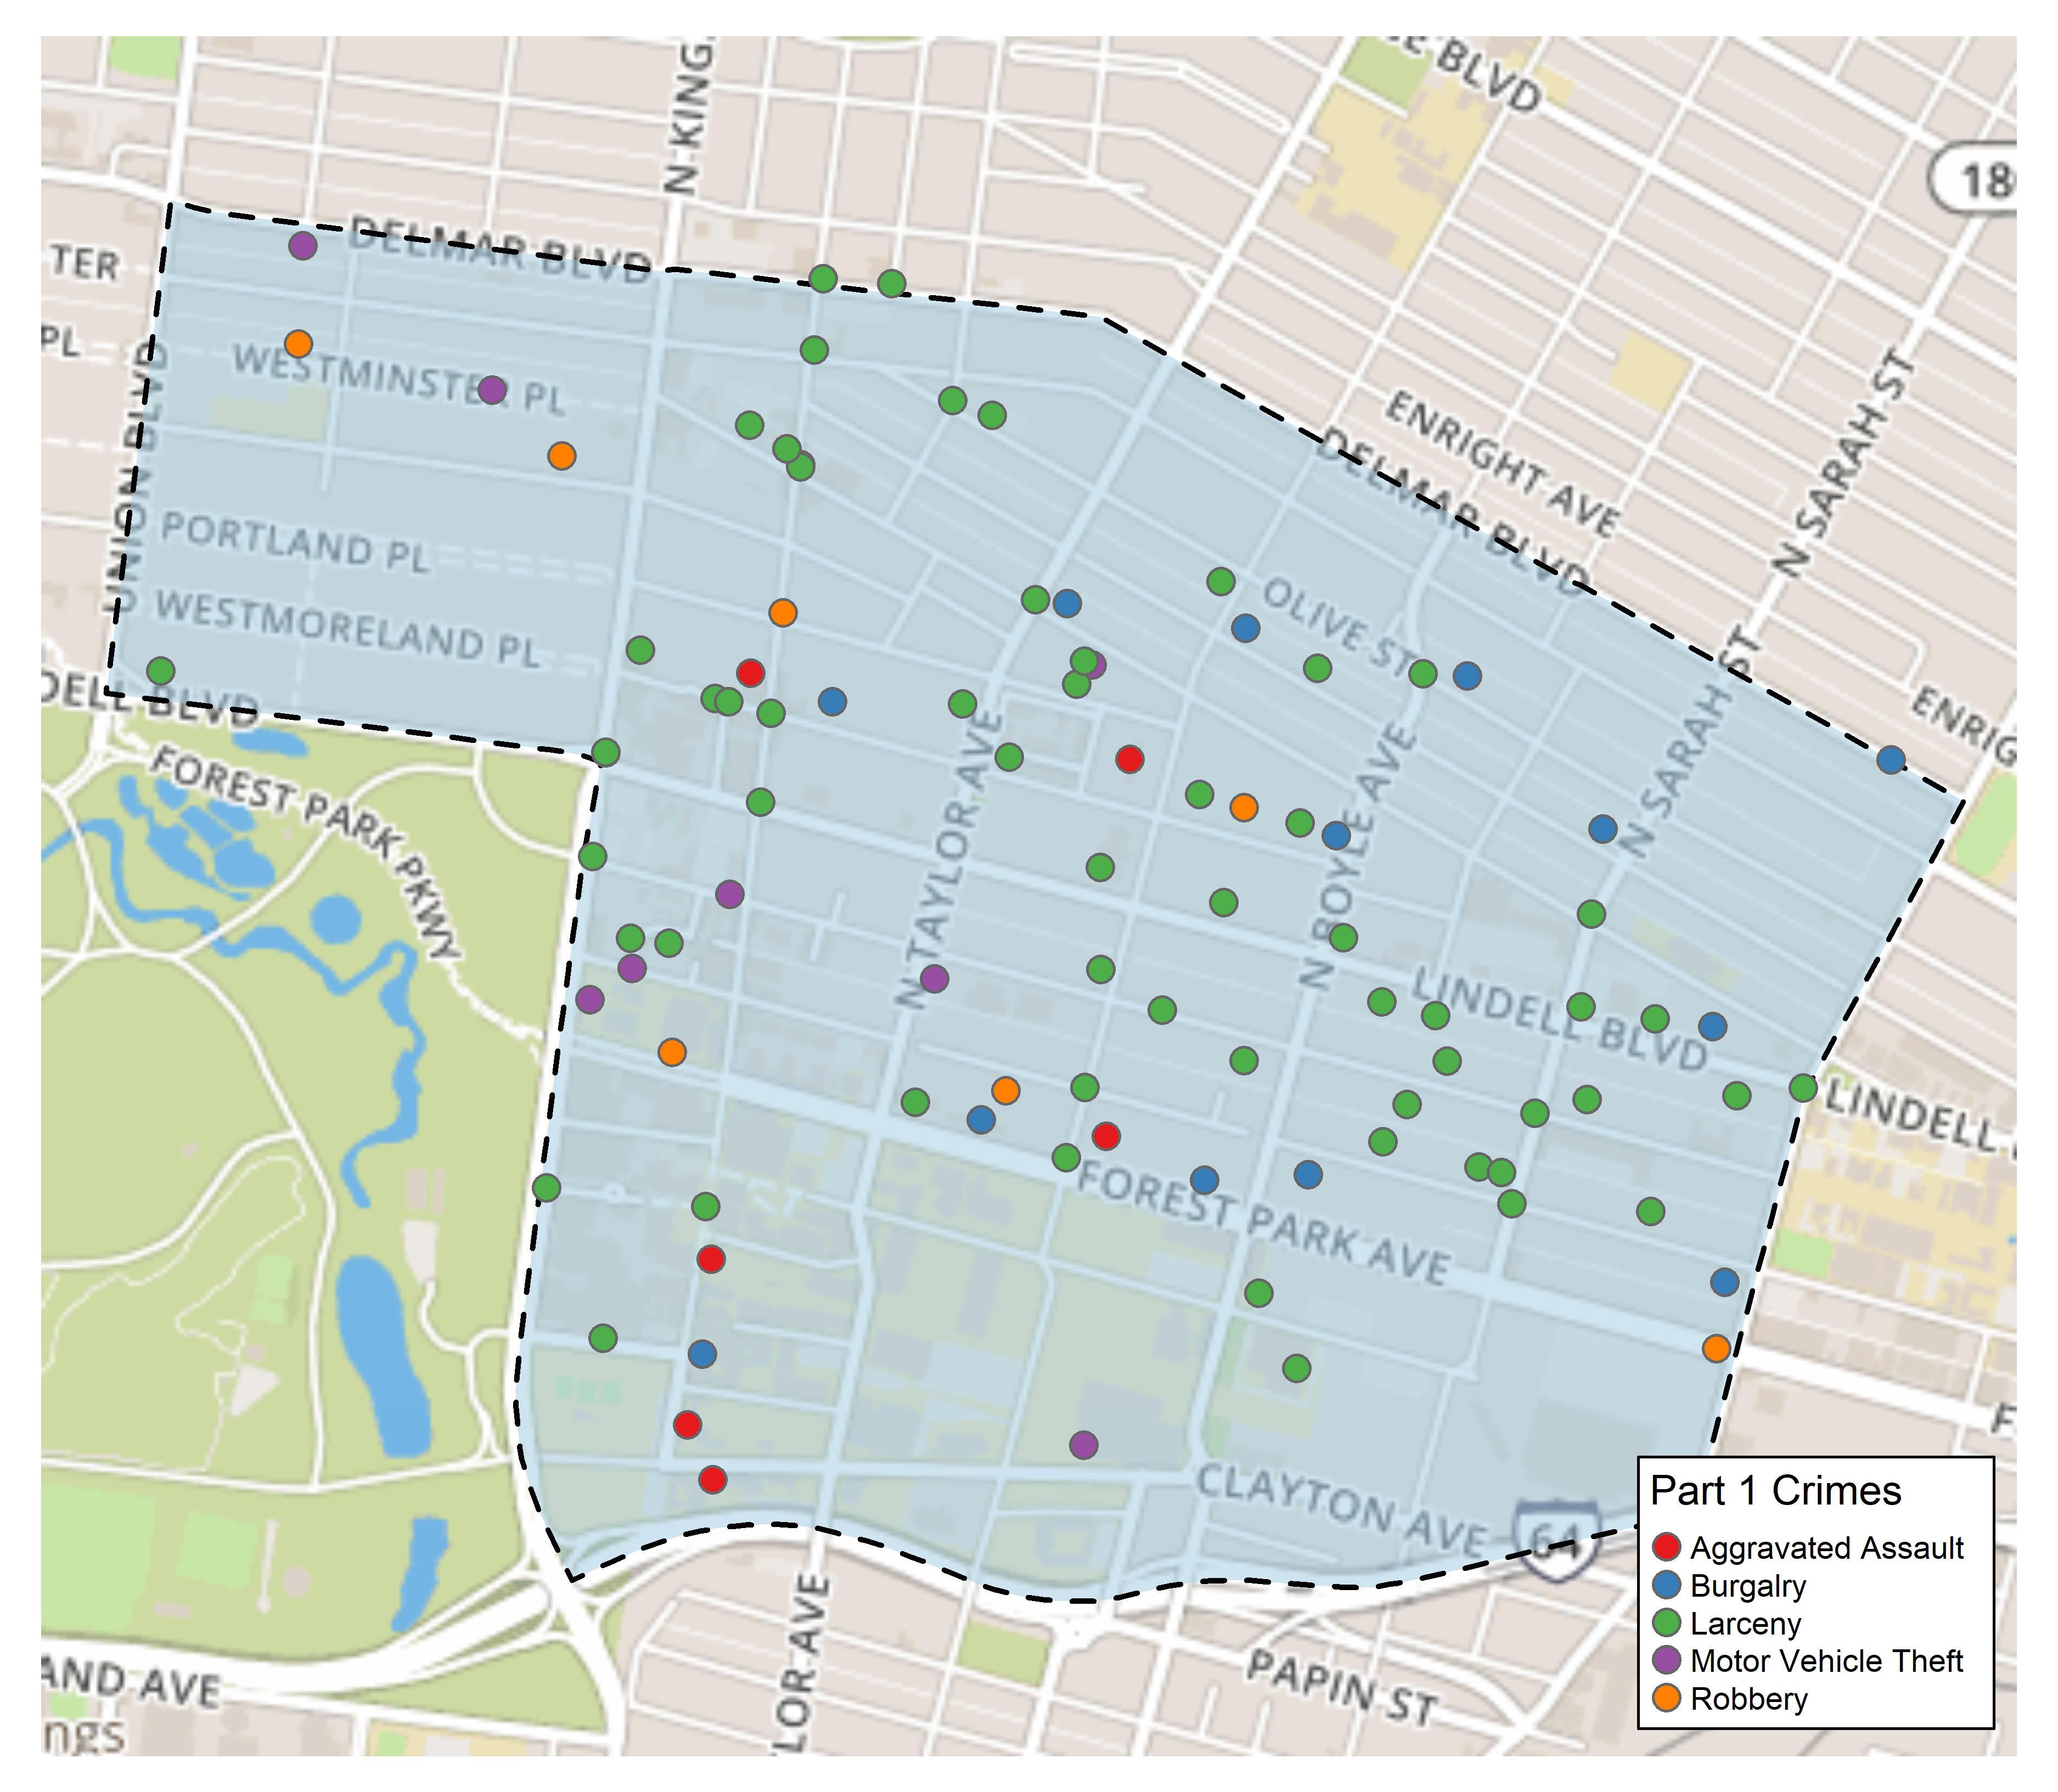 N KING
E BLVD
18
TER
DELMAR BLVD
PL
WESTMINSTER PL
ENRIGHT AVE
DELMAR BLVD
N SARAH ST
UNION BLVD
PORTLAND PL
WESTMORELAND PL
OLIVE ST
DELL BLVD
ENRIG
FOREST PARK PKWY
N TAYLOR AVE
N BOYLE AVE
N SARAH ST
LINDELL BLVD
LINDELL
FOREST PARK AVE
F
CLAYTON AVE
64
LOR AVE
PAPIN ST
AND AVE
ngs
Part 1 Crimes
Aggravated Assault
Burgalry
Larceny
Motor Vehicle Theft
Robbery